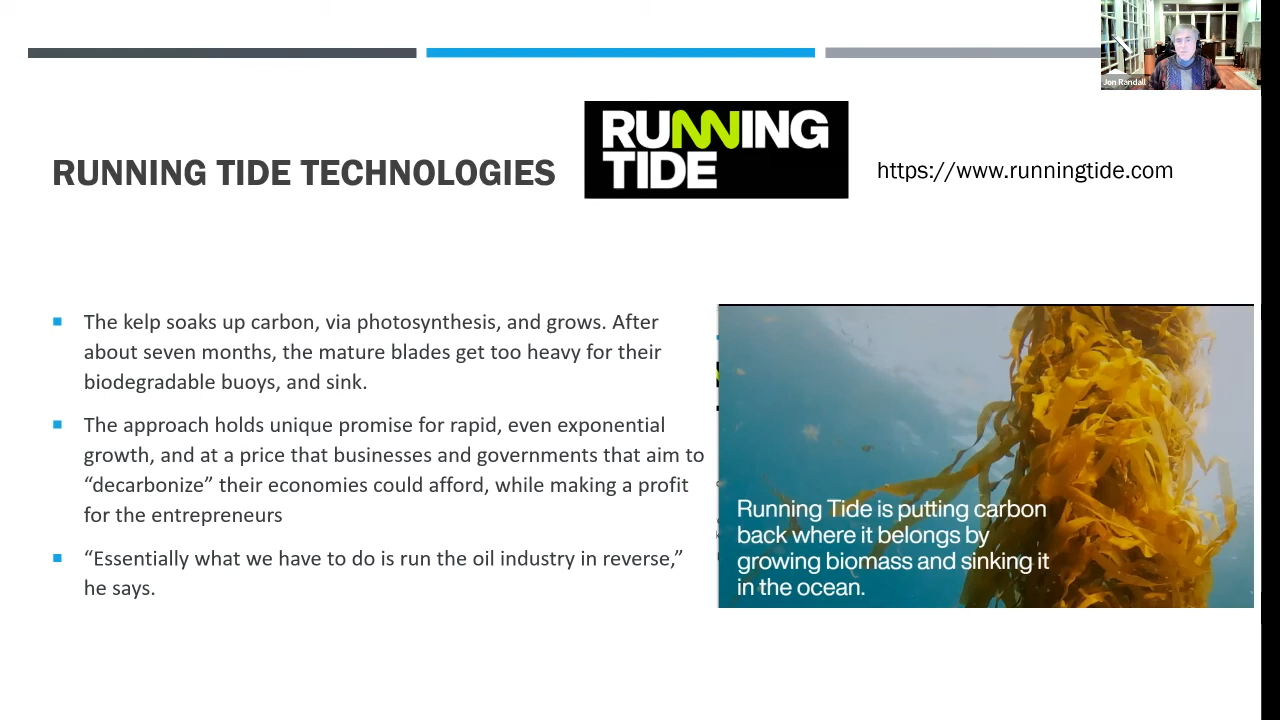 Jon Randall
RUNNING TIDE TECHNOLOGIES
RUNNING
TIDE
https://www.runningtide.com
The kelp soaks up carbon, via photosynthesis, and grows. After
about seven months, the mature blades get too heavy for their
biodegradable buoys, and sink.
The approach holds unique promise for rapid, even exponential
growth, and at a price that businesses and governments that aim to
“decarbonize” their economies could afford, while making a profit
for the entrepreneurs
“Essentially what we have to do is run the oil industry in reverse,”
he says.
Running Tide is putting carbon
back where it belongs by
growing biomass and sinking it
in the ocean.